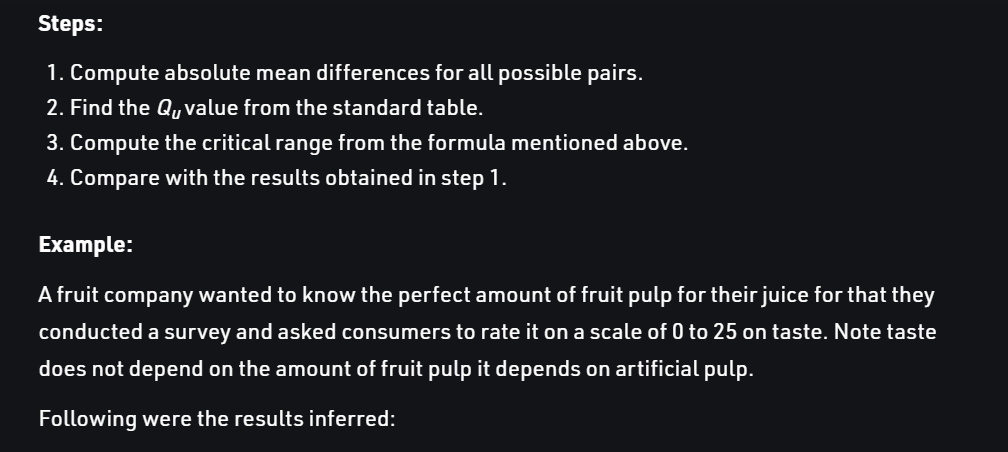 Steps:
1. Compute absolute mean differences for all possible pairs.
2. Find the Qu value from the standard table.
3. Compute the critical range from the formula mentioned above.
4. Compare with the results obtained in step 1.
Example:
A fruit company wanted to know the perfect amount of fruit pulp for their juice for that they
conducted a survey and asked consumers to rate it on a scale of 0 to 25 on taste. Note taste
does not depend on the amount of fruit pulp it depends on artificial pulp.
Following were the results inferred: